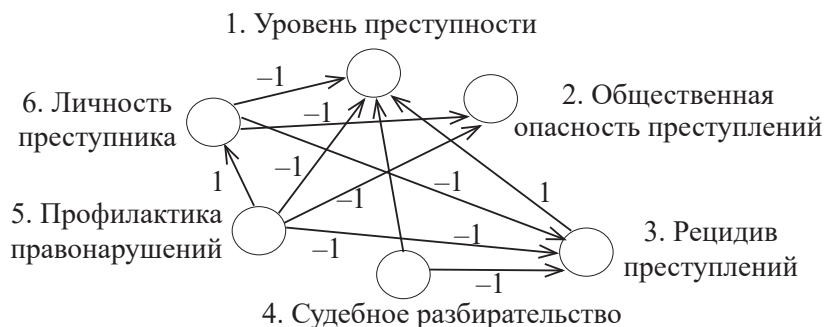 1. Уровень преступности
–1
6. Личность
преступника
–1
2. Общественная
опасность преступлений
–1
–1
–1
1
1
5. Профилактика
правонарушений
–1
–1
3. Рецидив
преступлений
–1
4. Судебное разбирательство